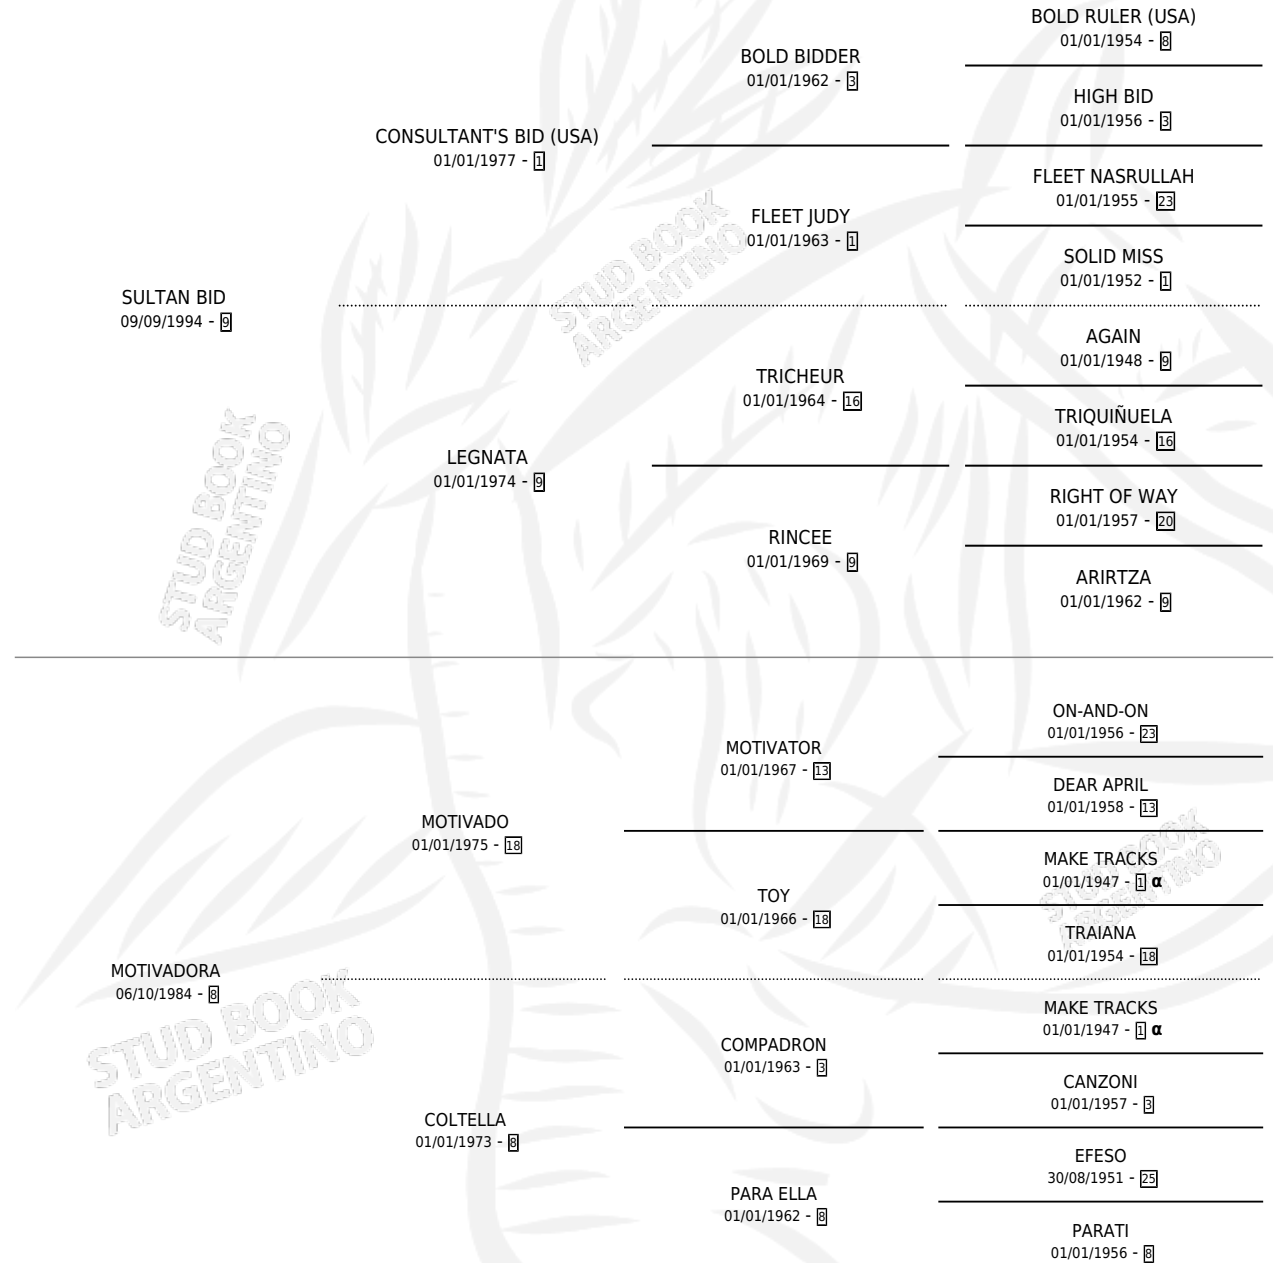 BOLD RULER (USA)
01/01/1954 - 8
BOLD BIDDER
01/01/1962 - 3
HIGH BID
01/01/1956 - 3
CONSULTANT'S BID (USA)
01/01/1977 - 1
FLEET NASRULLAH
01/01/1955 - 23
FLEET JUDY
01/01/1963 - 1
SOLID MISS
01/01/1952 - 1
SULTAN BID
09/09/1994 - 9
AGAIN
01/01/1948 - 9
TRICHEUR
01/01/1964 - 16
TRIQUIÑUELA
01/01/1954 - 16
LEGNATA
01/01/1974 - 9
RIGHT OF WAY
01/01/1957 - 20
RINCEE
01/01/1969 - 9
ARIRTZA
01/01/1962 - 9
STUD BOOK
ARGENTINO
STUD BOOK
ARGENTINO
ON-AND-ON
01/01/1956 - 23
MOTIVATOR
01/01/1967 - 13
DEAR APRIL
01/01/1958 - 13
MOTIVADO
01/01/1975 - 18
MAKE TRACKS
01/01/1947 - 1 α
TOY
01/01/1966 - 18
TRAIANA
01/01/1954 - 18
MOTIVADORA
06/10/1984 - 8
MAKE TRACKS
01/01/1947 - 1 α
COMPADRON
01/01/1963 - 3
CANZONI
01/01/1957 - 3
COLTELLA
01/01/1973 - 8
EFESO
30/08/1951 - 25
PARA ELLA
01/01/1962 - 8
PARATI
01/01/1956 - 8
STUD BOOK
ARGENTINO
STUD BOOK
ARGENTINO